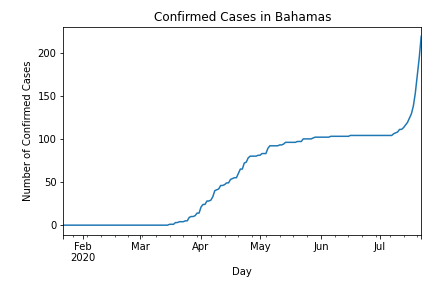 Confirmed Cases in Bahamas
Number of Confirmed Cases
200
150
100
50
0
Feb Mar Apr May Jun Jul
2020
Day